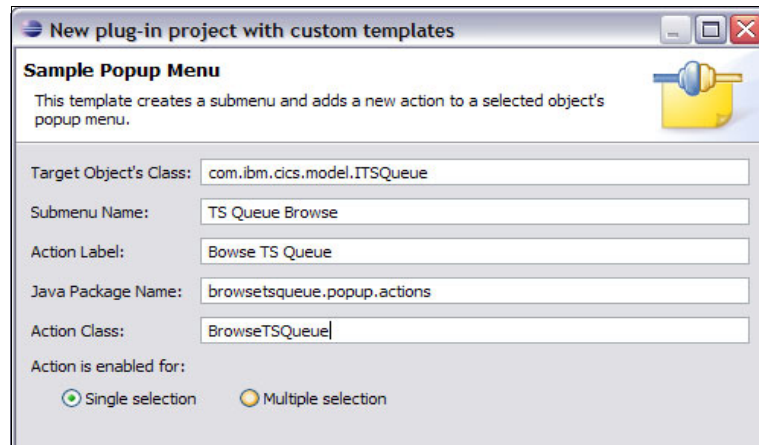 New plug-in project with custom templates
Sample Popup Menu
This template creates a submenu and adds a new action to a selected object's
popup menu.
Target Object's Class: com.ibm.cics.model.ITSQueue
Submenu Name: TS Queue Browse
Action Label: Bowse TS Queue
Java Package Name: browsetsqueue.popup.actions
Action Class: BrowseTSQueue
Action is enabled for:
Single selection Multiple selection